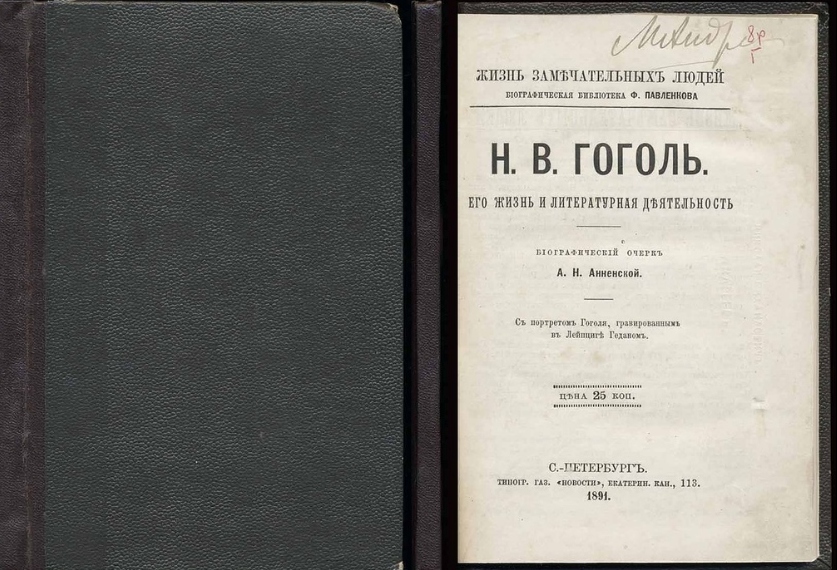 8р
Г
ЖИЗНЬ ЗАМѢЧАТЕЛЬНЫХЪ ЛЮДЕЙ
БІОГРАФИЧЕСКАЯ БИБЛІОТЕКА Ф. ПАВЛЕНКОВА
Н. В. ГОГОЛЬ.
ЕГО ЖИЗНЬ И ЛИТЕРАТУРНАЯ ДѢЯТЕЛЬНОСТЬ
БІОГРАФИЧЕСКІЙ ОЧЕРКЪ
А. Н. Анненской.
Съ портретомъ Гоголя, гравированнымъ
въ Лейпцигѣ Геданомъ.
ЦѢНА 25 КОП.
С.-ПЕТЕРБУРГЪ.
ТИПОГР. ГАЗ. «НОВОСТИ», ЕКАТЕРИН. КАН., 113.
1891.